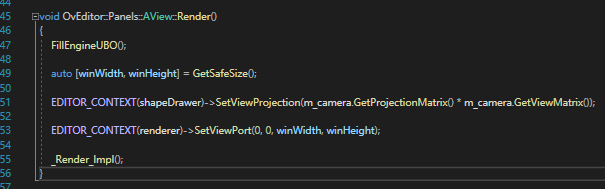 44
45 void OvEditor::Panels::AView::Render()
46 {
47 FillEngineUBO();
48
49 auto [winWidth, winHeight] = GetSafeSize();
50
51 EDITOR_CONTEXT(shapeDrawer)->SetViewProjection(m_camera.GetProjectionMatrix() * m_camera.GetViewMatrix());
52
53 EDITOR_CONTEXT(renderer)->SetViewPort(0, 0, winWidth, winHeight);
54
55 _Render_Impl();
56 }
57